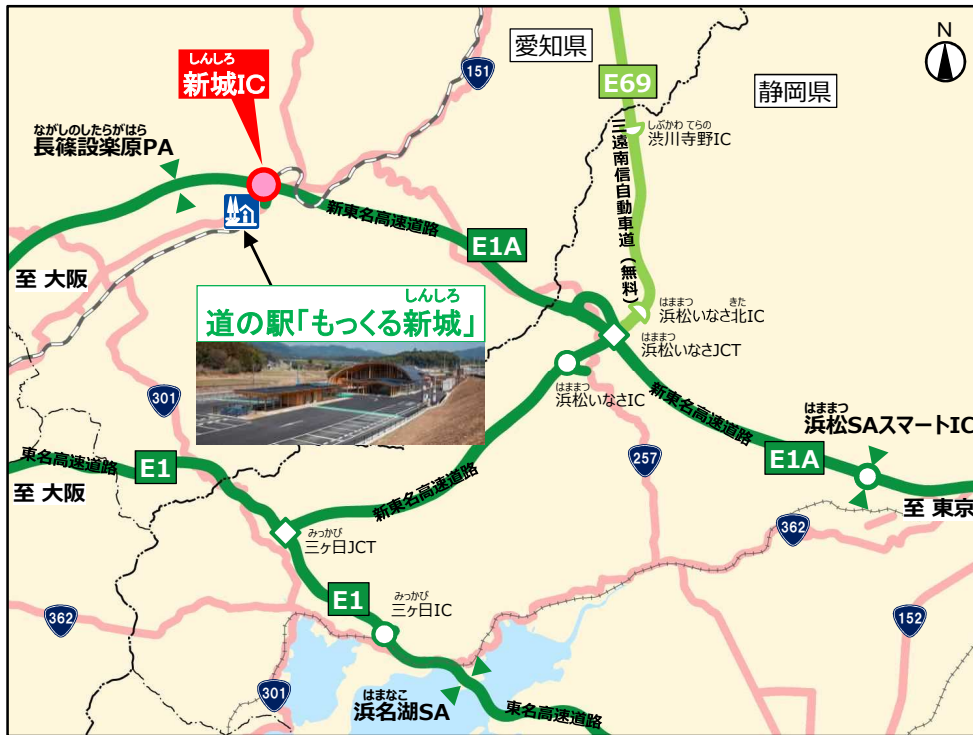 愛知県
静岡県
N
しんしろ
新城IC
151
E69
しぶかわ てらの
渋川寺野IC
ながしのしたらがはら
長篠設楽原PA
三遠南信自動車道(無料)
新東名高速道路
E1A
至 大阪
しんしろ
道の駅「もっくる新城」
はままつ きた
浜松いなさ北IC
はままつ
浜松いなさJCT
はままつ
浜松いなさIC
301
新東名高速道路
はままつ
浜松SAスマートIC
東名高速道路
E1
257
E1A
至 大阪
新東名高速道路
至 東京
362
みっかび
三ヶ日JCT
E1
みっかび
三ヶ日IC
362
152
301
はまなこ
浜名湖SA
東名高速道路